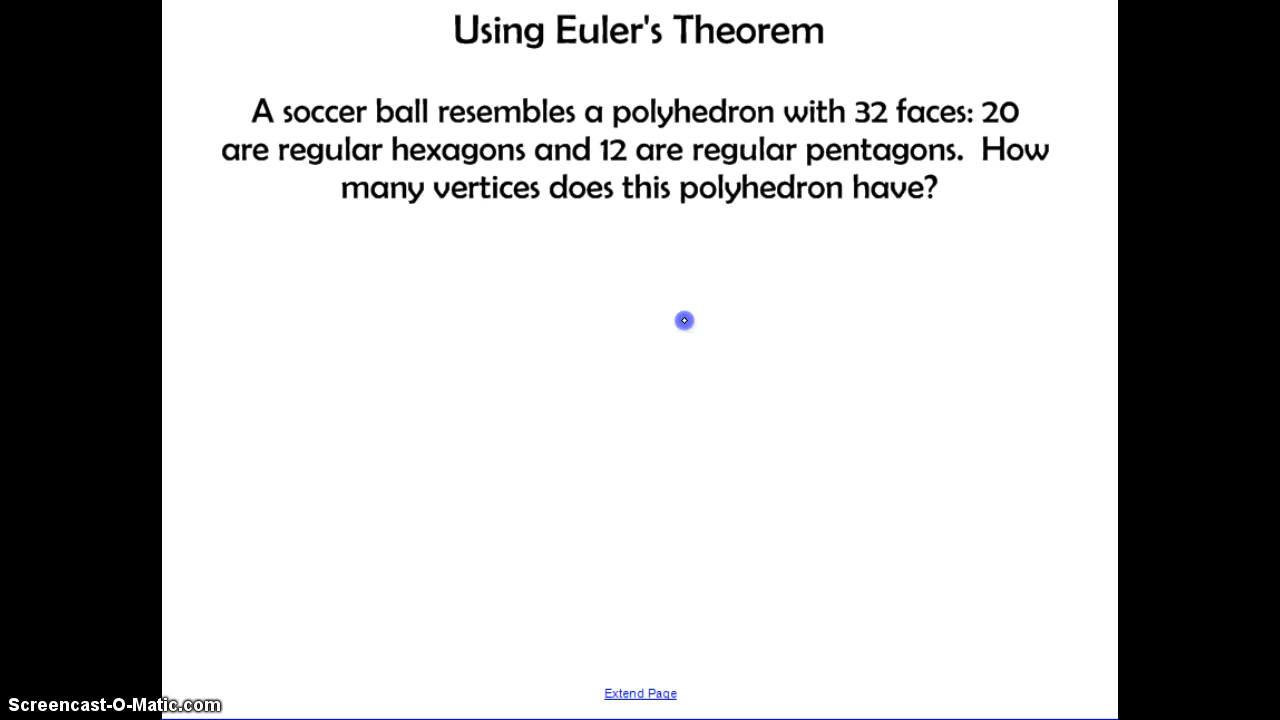 Using Euler's Theorem
A soccer ball resembles a polyhedron with 32 faces: 20
are regular hexagons and 12 are regular pentagons.  How
many vertices does this polyhedron have?
Extend Page
Screencast-O-Matic.com